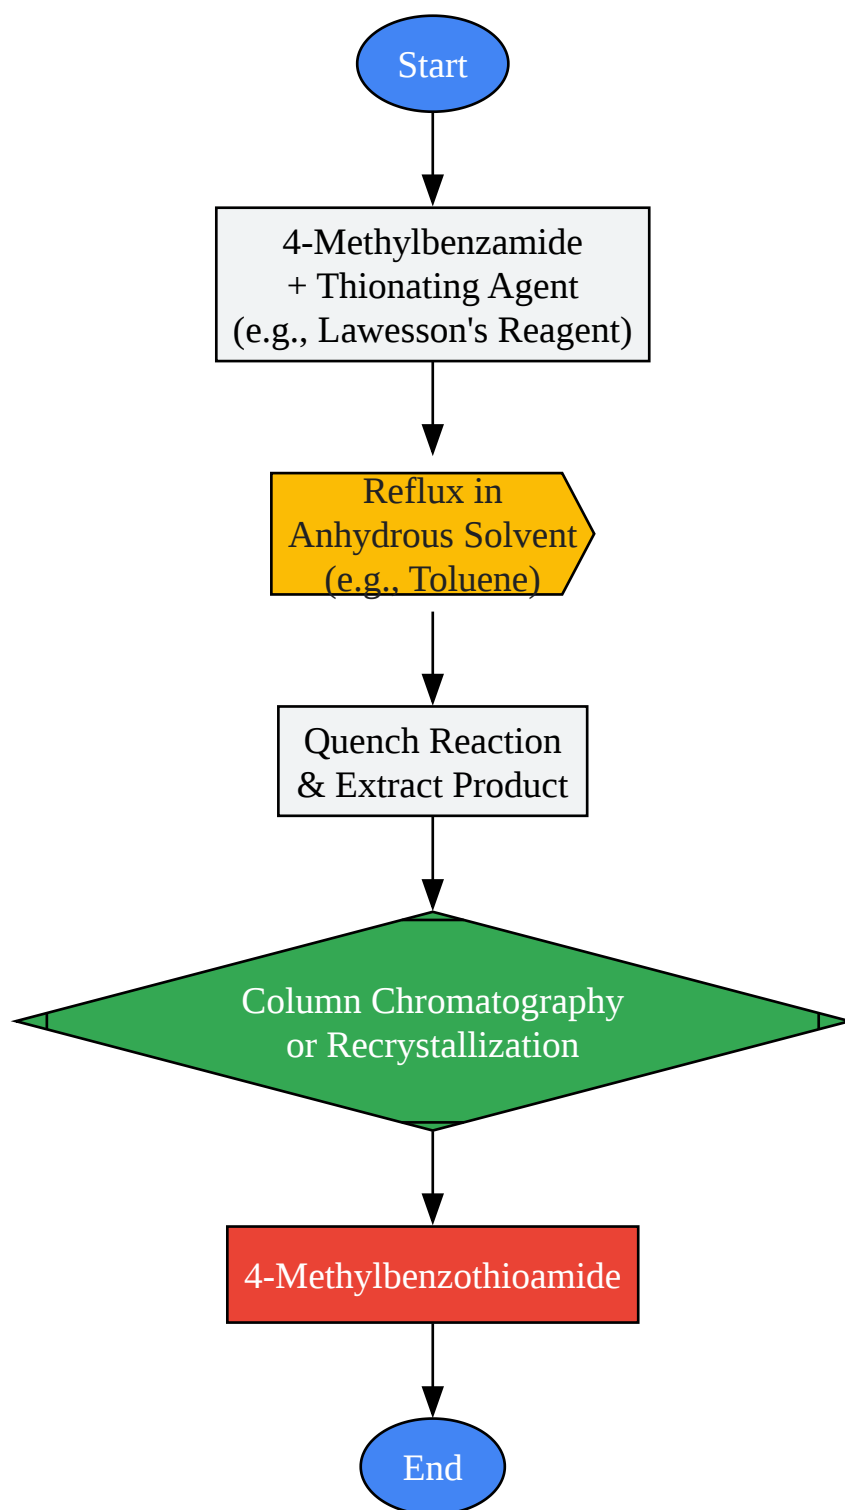 Start
4-Methylbenzamide
+ Thionating Agent
(e.g., Lawesson's Reagent)
Reflux in
Anhydrous Solvent
(e.g., Toluene)
Quench Reaction
& Extract Product
Column Chromatography
or Recrystallization
4-Methylbenzothioamide
End